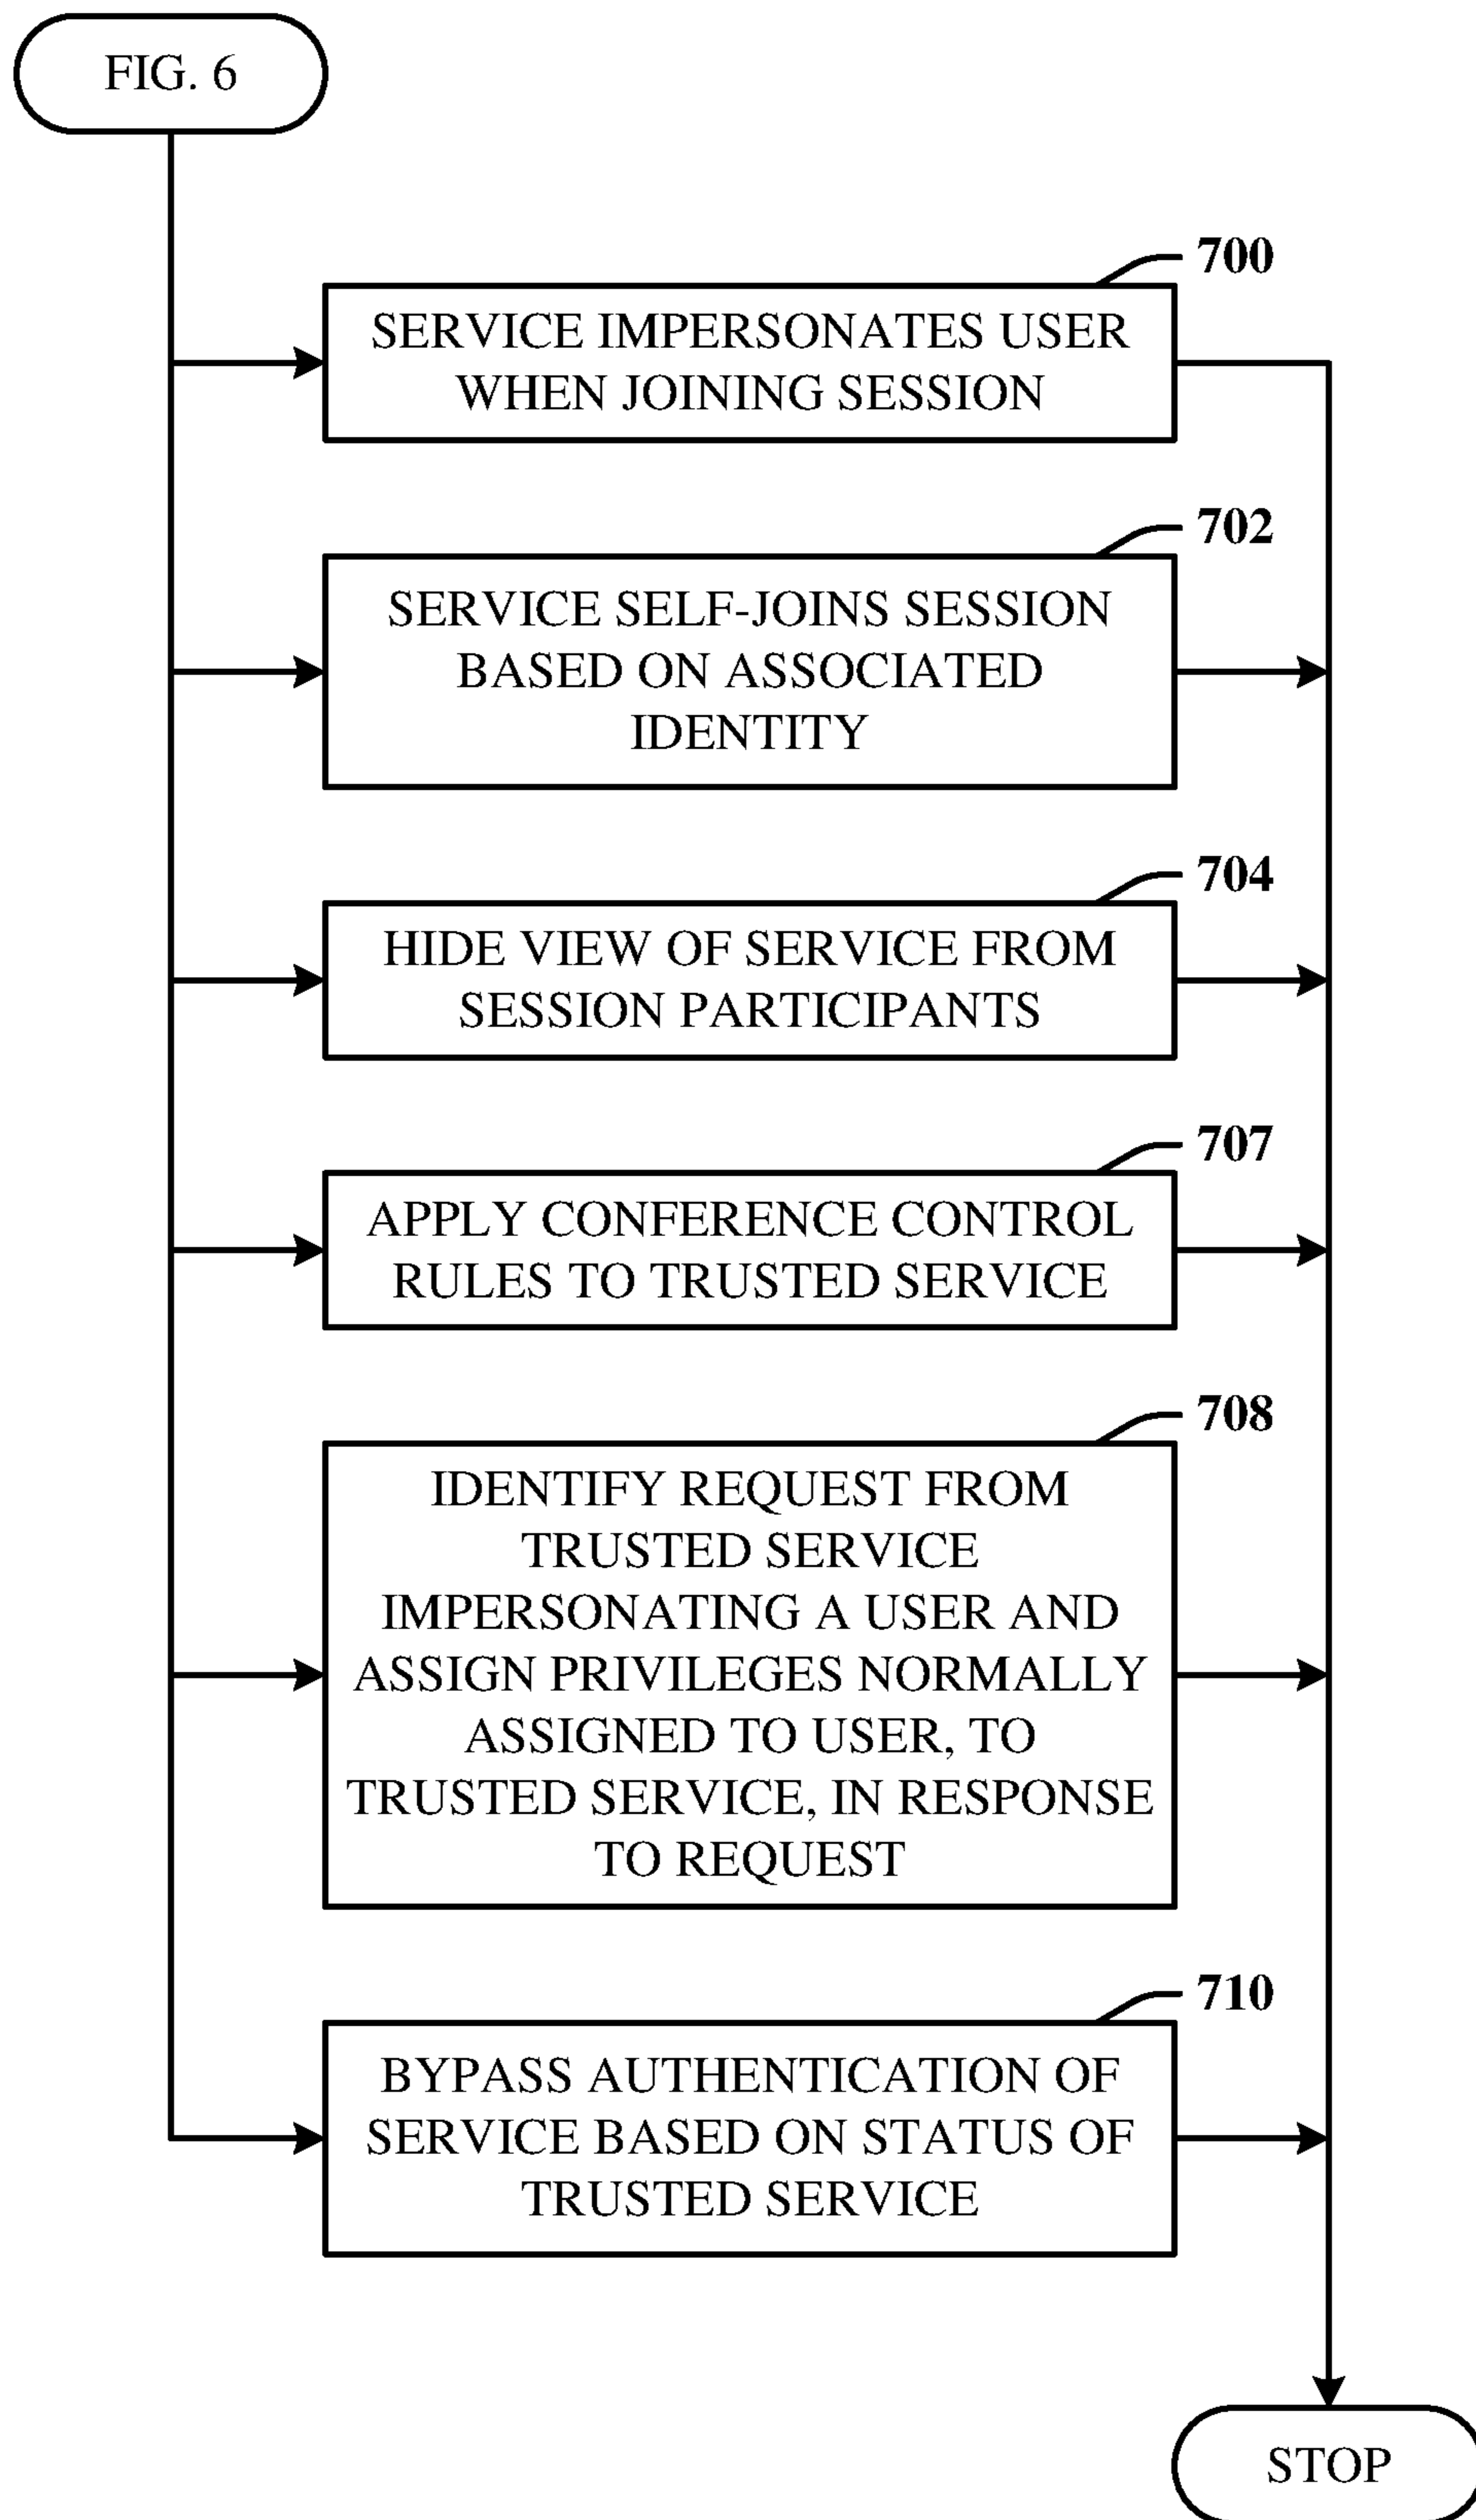 FIG. 6
700
SERVICE IMPERSONATES USER
WHEN JOINING SESSION
702
SERVICE SELF-JOINS SESSION
BASED ON ASSOCIATED
IDENTITY
704
HIDE VIEW OF SERVICE FROM
SESSION PARTICIPANTS
707
APPLY CONFERENCE CONTROL
RULES TO TRUSTED SERVICE
708
IDENTIFY REQUEST FROM
TRUSTED SERVICE
IMPERSONATING A USER AND
ASSIGN PRIVILEGES NORMALLY
ASSIGNED TO USER, TO
TRUSTED SERVICE, IN RESPONSE
TO REQUEST
710
BYPASS AUTHENTICATION OF
SERVICE BASED ON STATUS OF
TRUSTED SERVICE
STOP